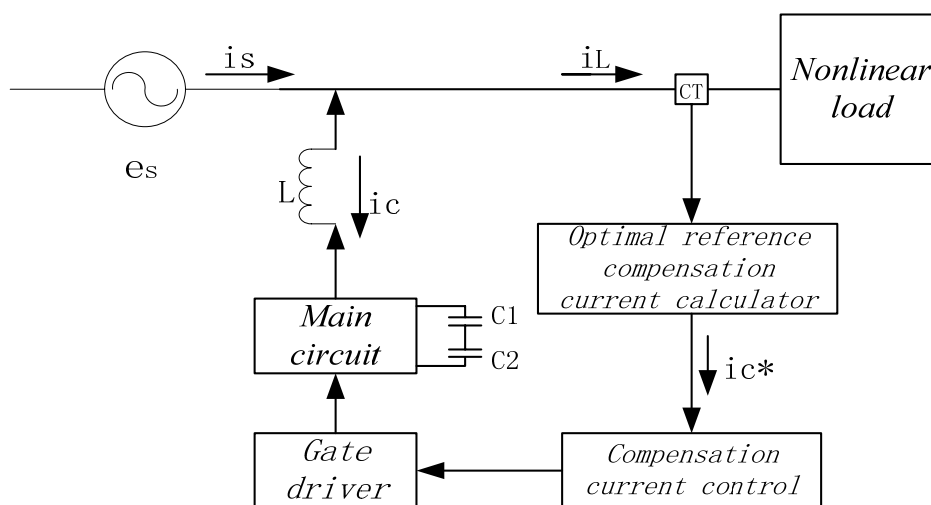 is
iL
CT
Nonlinear
load
es
L
ic
Optimal reference
compensation
current calculator
Main
circuit
C1
C2
ic*
Gate
driver
Compensation
current control